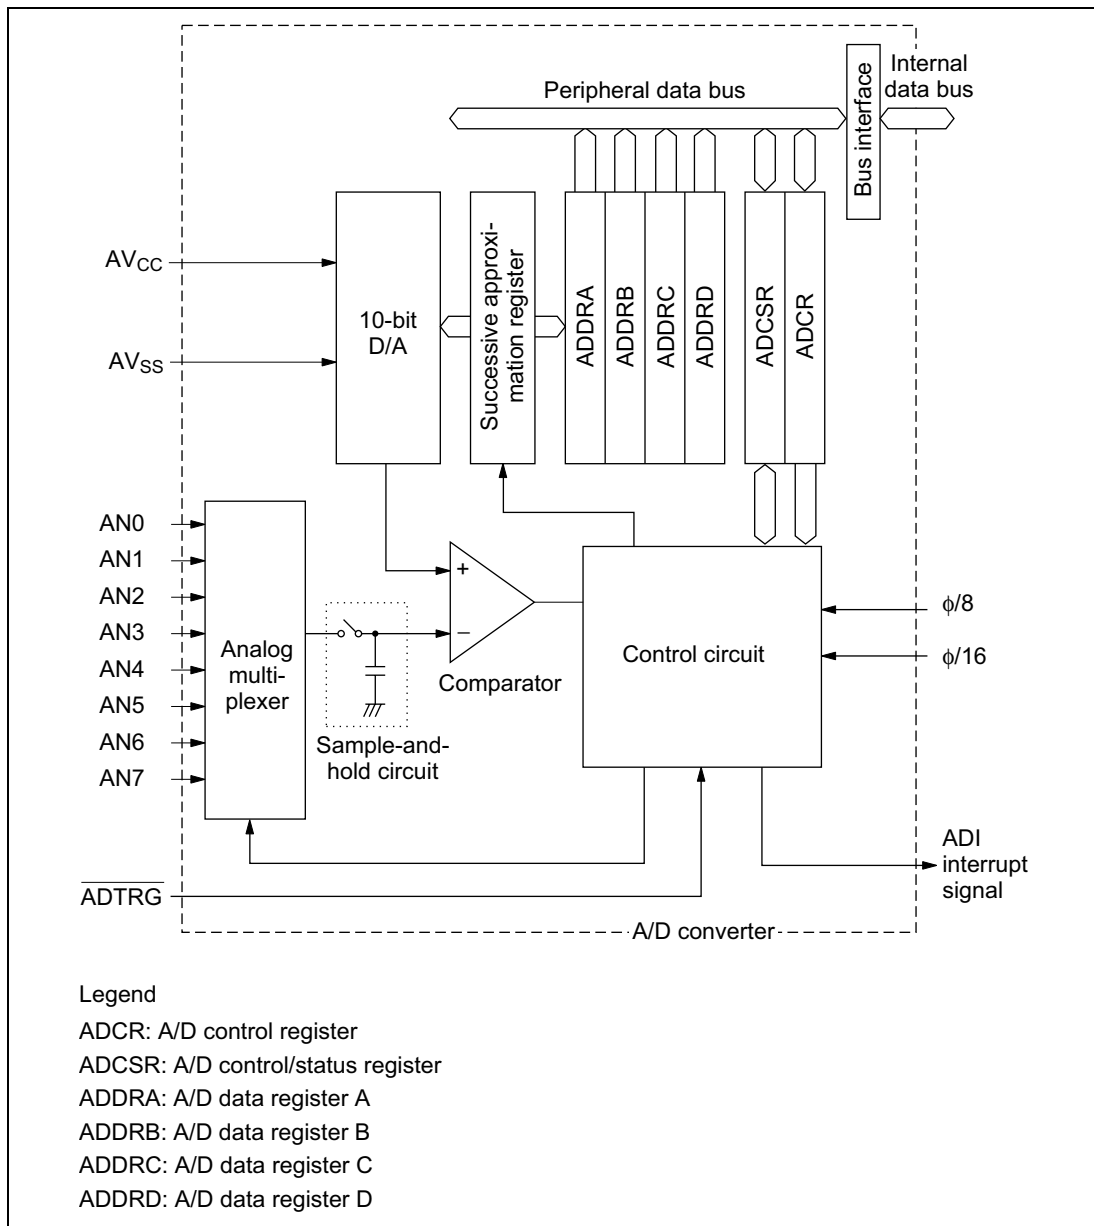 Peripheral data bus
Internal
data bus
Bus interface
AVCC
AVSS
10-bit
D/A
Successive approxi-
mation register
ADDRA
ADDRB
ADDRC
ADDRD
ADCSR
ADCR
AN0
AN1
AN2
AN3
AN4
AN5
AN6
AN7
Analog
multi-
plexer
+
−
Comparator
Sample-and-
hold circuit
Control circuit
ϕ/8
ϕ/16
ADI
interrupt
signal
ADTRG
A/D converter
Legend
ADCR: A/D control register
ADCSR: A/D control/status register
ADDRA: A/D data register A
ADDRB: A/D data register B
ADDRC: A/D data register C
ADDRD: A/D data register D